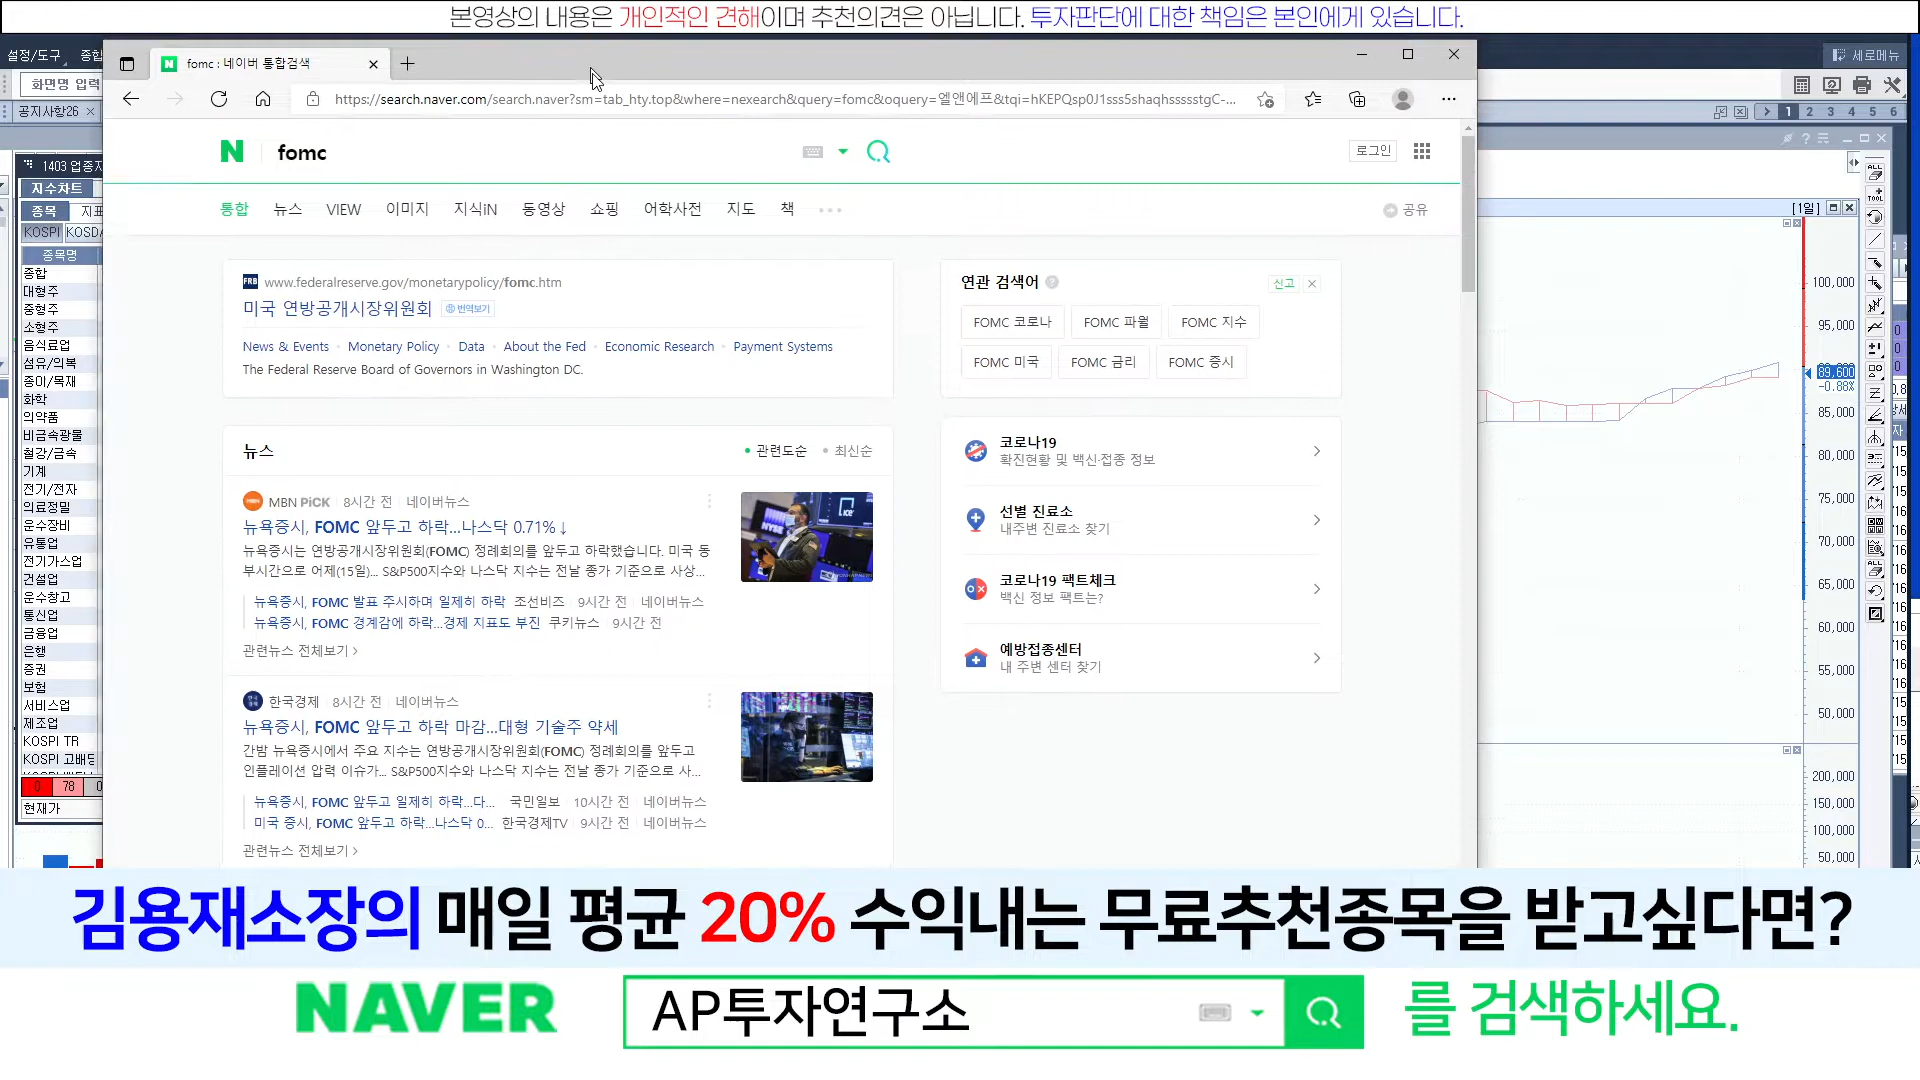 본영상의 내용은 개인적인 견해이며 추천의견은 아닙니다. 투자판단에 대한 책임은 본인에게 있습니다.
설정/도구
세로메뉴
fomc : 네이버 통합검색
화면명 입력
https://search.naver.com/search.naver?sm=tab_hty.top&where=nexearch&query=fomc&oquery=엘앤에프&tqi=hKEPQsp0J1sss5shaqhssssstgC-...
공지사항26
1 2 3 4 5 6
N fomc
로그인
통합 뉴스 VIEW 이미지 지식iN 동영상 쇼핑 어학사전 지도 책
공유
지수차트
종목
KOSPI
종목명
종합
대형주
중형주
소형주
음식료업
섬유/의복
종이/목재
화학
의약품
비금속광물
철강/금속
기계
전기/전자
의료정밀
운수장비
유통업
전기가스업
건설업
운수창고
통신업
금융업
은행
증권
보험
서비스업
제조업
KOSPI TR
KOSPI 고배당
0 78
현재가
FRB www.federalreserve.gov/monetarypolicy/fomc.htm
미국 연방공개시장위원회 번역보기
News & Events · Monetary Policy · Data · About the Fed · Economic Research · Payment Systems
The Federal Reserve Board of Governors in Washington DC.
연관 검색어
신고
FOMC 코로나 FOMC 파월 FOMC 지수
FOMC 미국 FOMC 금리 FOMC 증시
뉴스
관련도순 최신순
MBN PiCK 8시간 전 네이버뉴스
뉴욕증시, FOMC 앞두고 하락...나스닥 0.71%↓
뉴욕증시는 연방공개시장위원회(FOMC) 정례회의를 앞두고 하락했습니다. 미국 동
부시간으로 어제(15일)... S&P500지수와 나스닥 지수는 전날 종가 기준으로 사상...
뉴욕증시, FOMC 발표 주시하며 일제히 하락 조선비즈 9시간 전 네이버뉴스
뉴욕증시, FOMC 경계감에 하락...경제 지표도 부진 쿠키뉴스 9시간 전
관련뉴스 전체보기
한국경제 8시간 전 네이버뉴스
뉴욕증시, FOMC 앞두고 하락 마감...대형 기술주 약세
간밤 뉴욕증시에서 주요 지수는 연방공개시장위원회(FOMC) 정례회의를 앞두고
인플레이션 압력 이슈가... S&P500지수와 나스닥 지수는 전날 종가 기준으로 사...
뉴욕증시, FOMC 앞두고 일제히 하락...다... 국민일보 10시간 전 네이버뉴스
미국 증시, FOMC 앞두고 하락...나스닥 0... 한국경제TV 9시간 전 네이버뉴스
관련뉴스 전체보기
코로나19
확진현황 및 백신·접종 정보
선별 진료소
내주변 진료소 찾기
코로나19 팩트체크
백신 정보 팩트는?
예방접종센터
내 주변 센터 찾기
[1일]
100,000
95,000
89,600
-0.88%
85,000
80,000
75,000
70,000
65,000
60,000
55,000
50,000
200,000
150,000
100,000
50,000
김용재소장의 매일 평균 20% 수익내는 무료추천종목을 받고싶다면?
NAVER AP투자연구소 를 검색하세요.